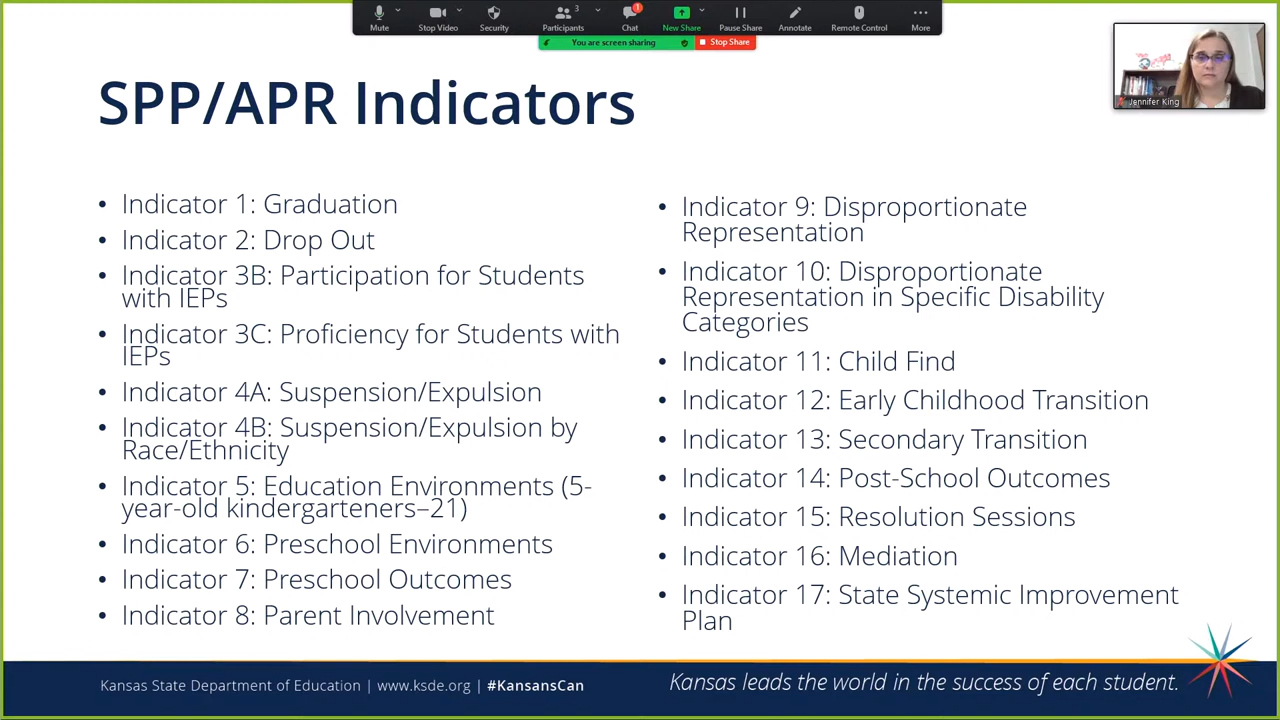 Mute
Stop Video
Security
Participants
3
Chat
1
New Share
Pause Share
Annotate
Remote Control
More
You are screen sharing
Stop Share
Jennifer King
SPP/APR Indicators
• Indicator 1: Graduation
• Indicator 2: Drop Out
• Indicator 3B: Participation for Students
with IEPs
• Indicator 3C: Proficiency for Students with
IEPs
• Indicator 4A: Suspension/Expulsion
• Indicator 4B: Suspension/Expulsion by
Race/Ethnicity
• Indicator 5: Education Environments (5-
year-old kindergarteners–21)
• Indicator 6: Preschool Environments
• Indicator 7: Preschool Outcomes
• Indicator 8: Parent Involvement
• Indicator 9: Disproportionate
Representation
• Indicator 10: Disproportionate
Representation in Specific Disability
Categories
• Indicator 11: Child Find
• Indicator 12: Early Childhood Transition
• Indicator 13: Secondary Transition
• Indicator 14: Post-School Outcomes
• Indicator 15: Resolution Sessions
• Indicator 16: Mediation
• Indicator 17: State Systemic Improvement
Plan
Kansas State Department of Education | www.ksde.org | #KansansCan
Kansas leads the world in the success of each student.